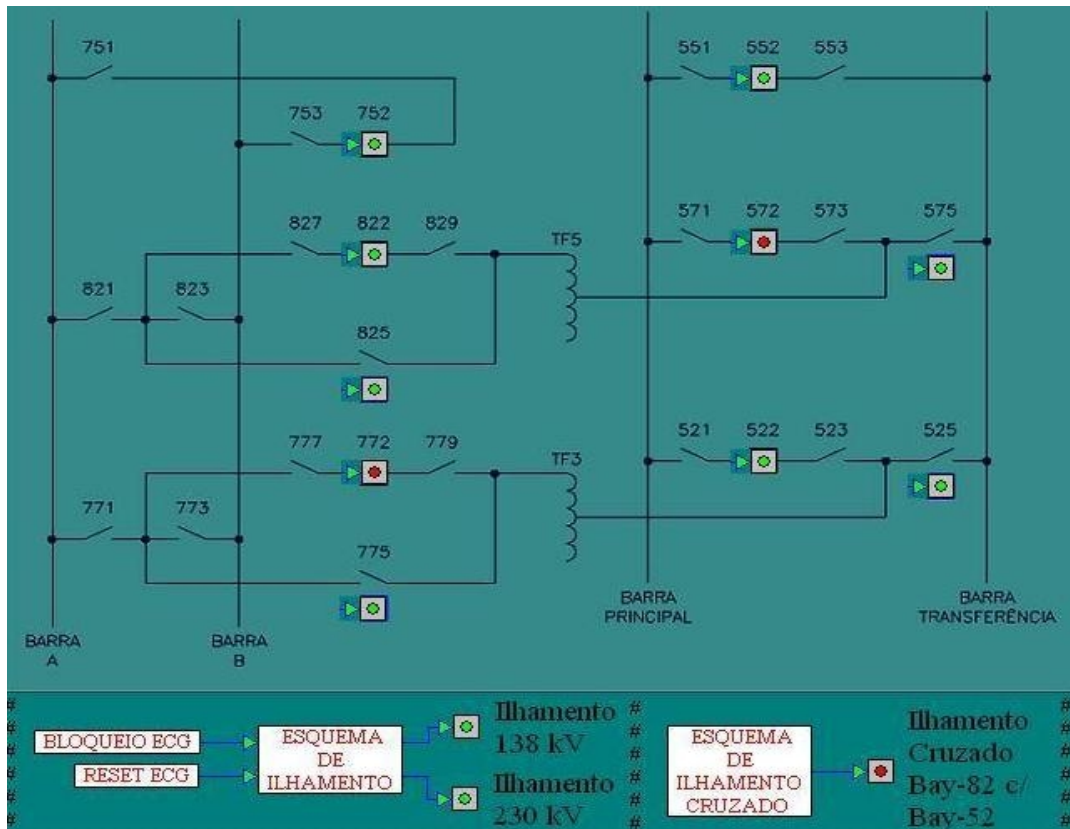 751
551 552 553
753 752
827 822 829
TF5
571 572 573 575
821 823
825
777 772 779
TF3
521 522 523 525
771 773
775
BARRA
A
BARRA
B
BARRA
PRINCIPAL
BARRA
TRANSFERÊNCIA
BLOQUEIO ECG
RESET ECG
ESQUEMA
DE
ILHAMENTO
Ilhamento
138 kV
Ilhamento
230 kV
#
#
#
#
#
#
#
#
#
#
#
#
ESQUEMA
DE
ILHAMENTO
CRUZADO
Ilhamento
Cruzado
Bay-82 c/
Bay-52
#
#
#
#
#
#